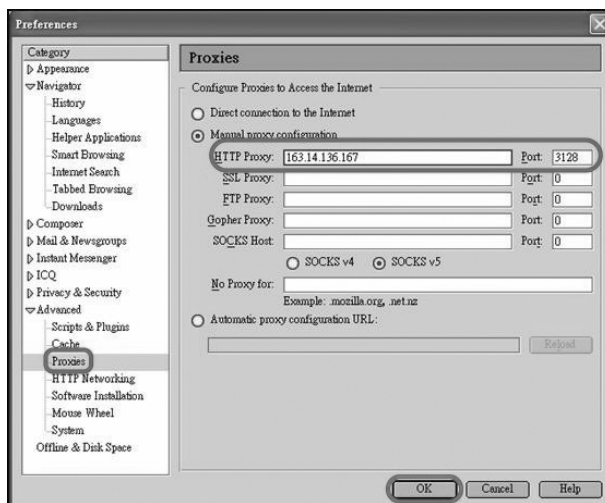 Preferences
Category
Appearance
Navigator
History
Languages
Helper Applications
Smart Browsing
Internet Search
Tabbed Browsing
Downloads
Composer
Mail & Newsgroups
Instant Messenger
ICQ
Privacy & Security
Advanced
Scripts & Plugins
Cache
Proxies
HTTP Networking
Software Installation
Mouse Wheel
System
Offline & Disk Space
Proxies
Configure Proxies to Access the Internet
Direct connection to the Internet
Manual proxy configuration
HTTP Proxy: 163.14.136.167 Port: 3128
SSL Proxy: Port: 0
FTP Proxy: Port: 0
Gopher Proxy: Port: 0
SOCKS Host: Port: 0
SOCKS v4 SOCKS v5
No Proxy for:
Example: .mozilla.org, .net.nz
Automatic proxy configuration URL:
Reload
OK Cancel Help